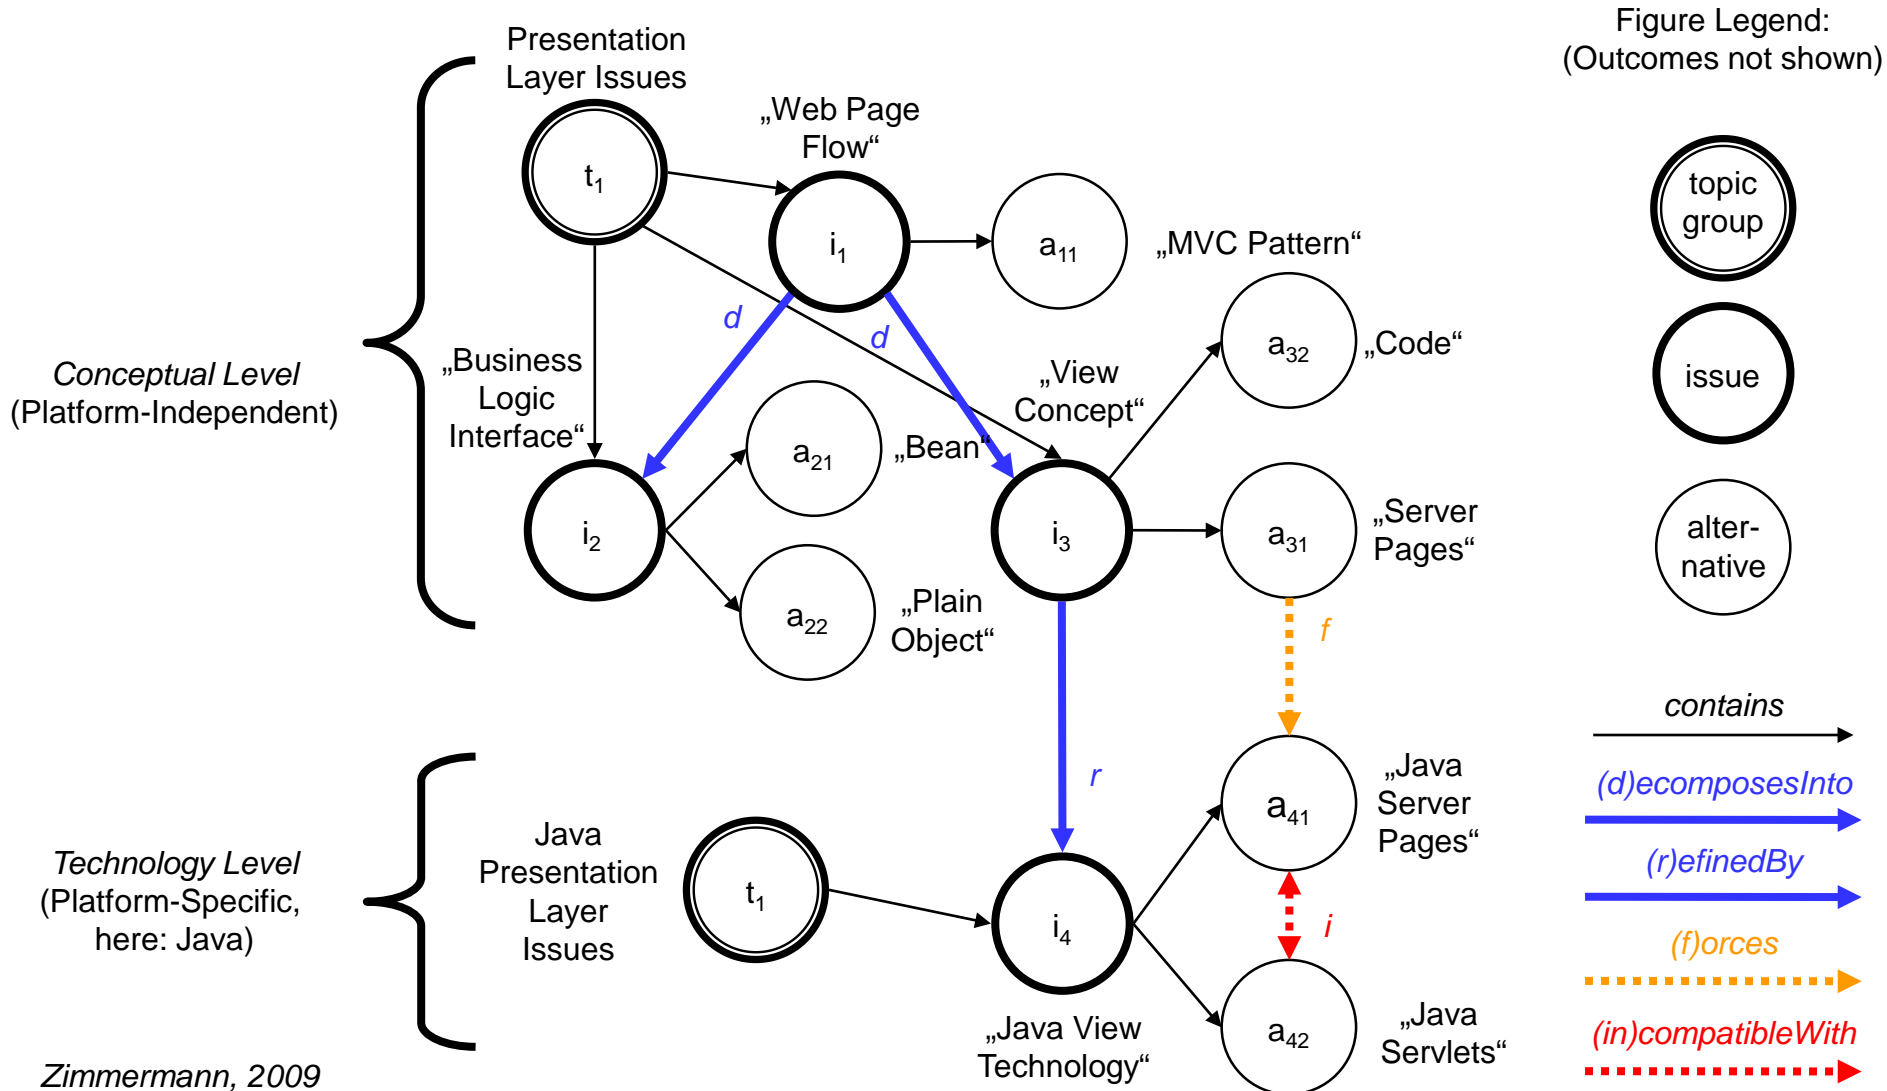 Presentation
Layer Issues
t1
„Web Page
Flow“
i1
a11
„MVC Pattern“
d
d
a32
„Code“
„Business
Logic
Interface“
„View
Concept“
Conceptual Level
(Platform-Independent)
a21
„Bean“
i2
a22
„Plain
Object“
i3
a31
„Server
Pages“
f
r
Technology Level
(Platform-Specific,
here: Java)
Java
Presentation
Layer
Issues
t1
i4
„Java View
Technology“
a41
„Java
Server
Pages“
i
a42
„Java
Servlets“
Zimmermann, 2009
Figure Legend:
(Outcomes not shown)
topic
group
issue
alter-
native
contains
(d)ecomposesInto
(r)efinedBy
(f)orces
(in)compatibleWith